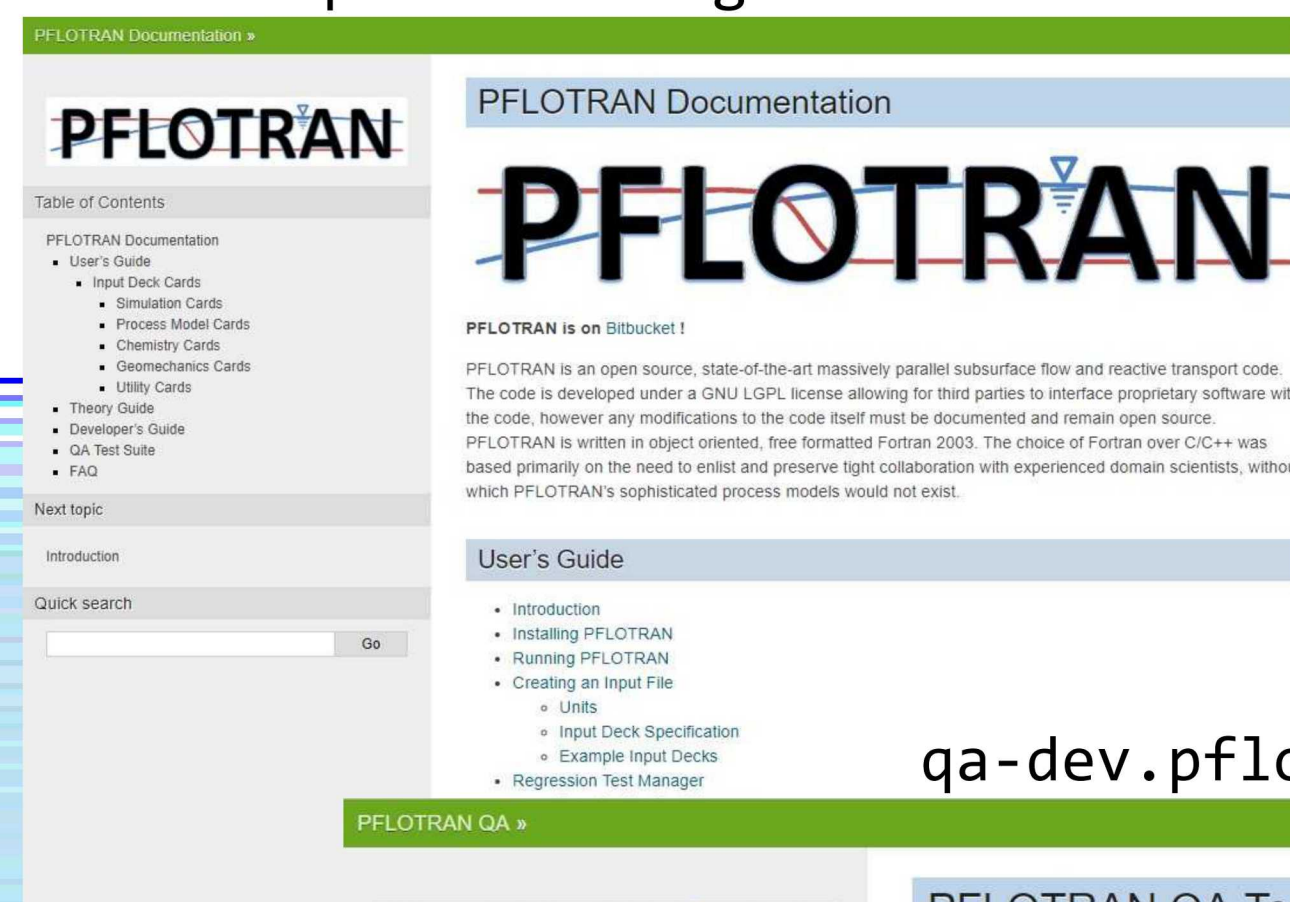 PFLOTRAN Documentation »
PFLOTRAN
Table of Contents
PFLOTRAN Documentation
User's Guide
Input Deck Cards
Simulation Cards
Process Model Cards
Chemistry Cards
Geomechanics Cards
Utility Cards
Theory Guide
Developer's Guide
QA Test Suite
FAQ
Next topic
Introduction
Quick search
Go
PFLOTRAN Documentation
PFLOTRAN
PFLOTRAN is on Bitbucket !
PFLOTRAN is an open source, state-of-the-art massively parallel subsurface flow and reactive transport code.
The code is developed under a GNU LGPL license allowing for third parties to interface proprietary software wit
the code, however any modifications to the code itself must be documented and remain open source.
PFLOTRAN is written in object oriented, free formatted Fortran 2003. The choice of Fortran over C/C++ was
based primarily on the need to enlist and preserve tight collaboration with experienced domain scientists, withou
which PFLOTRAN's sophisticated process models would not exist.
User's Guide
Introduction
Installing PFLOTRAN
Running PFLOTRAN
Creating an Input File
Units
Input Deck Specification
Example Input Decks
Regression Test Manager
qa-dev.pflo
PFLOTRAN QA »
PFLOTRAN QA